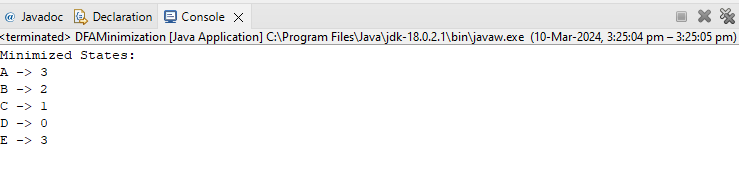 @ Javadoc Declaration Console
<terminated> DFAMinimization [Java Application] C:\Program Files\Java\jdk-18.0.2.1\bin\javaw.exe (10-Mar-2024, 3:25:04 pm – 3:25:05 pm)
Minimized States:
A -> 3
B -> 2
C -> 1
D -> 0
E -> 3